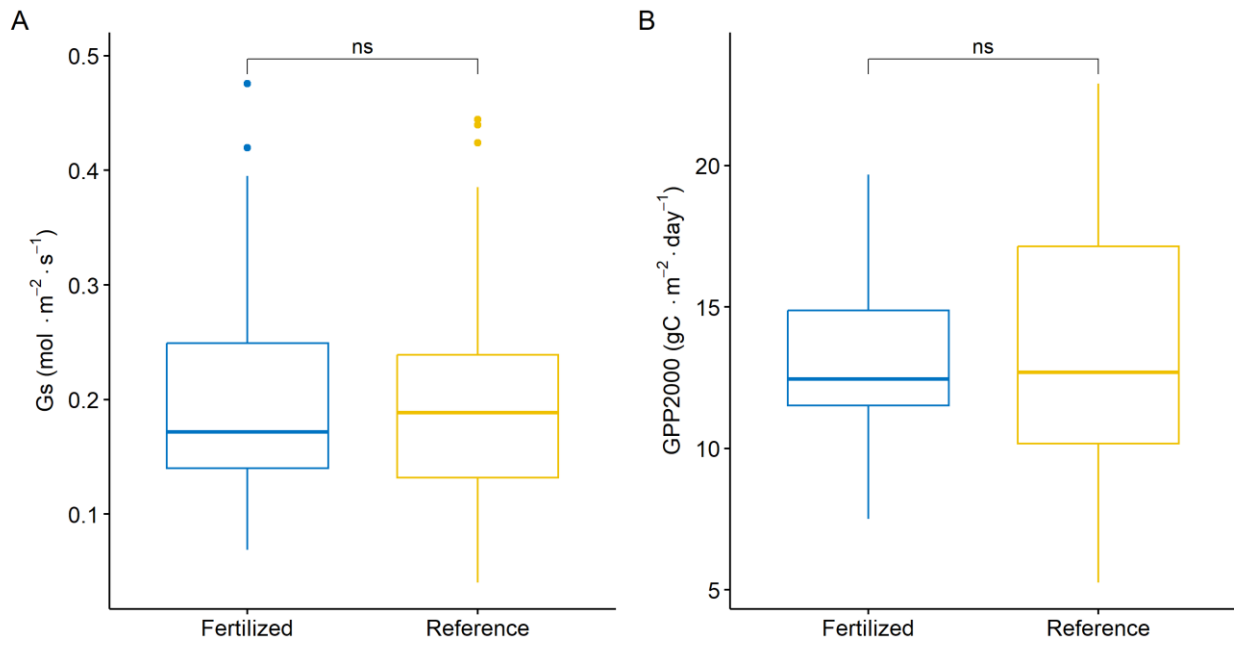 A
ns
0.5
0.4
0.3
0.2
0.1
Gs (mol · m⁻² · s⁻¹)
Fertilized Reference
B
ns
20
15
10
5
GPP2000 (gC · m⁻² · day⁻¹)
Fertilized Reference